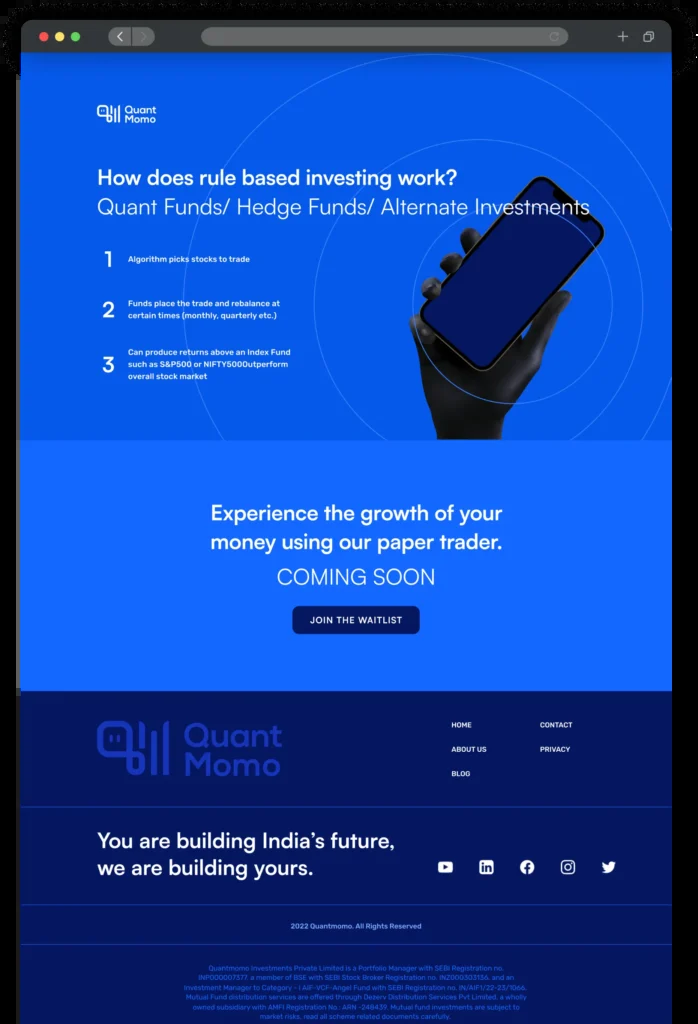 Quant
Momo
How does rule based investing work?
Quant Funds/ Hedge Funds/ Alternate Investments
1
Algorithm picks stocks to trade
2
Funds place the trade and rebalance at
certain times (monthly, quarterly etc.)
3
Can produce returns above an Index Fund
such as S&P500 or NIFTY500Outperform
overall stock market
Experience the growth of your
money using our paper trader.
COMING SOON
JOIN THE WAITLIST
Quant
Momo
HOME
CONTACT
ABOUT US
PRIVACY
BLOG
You are building India's future,
we are building yours.
2022 Quantmomo. All Rights Reserved
Quantmomo Investments Private Limited is a Portfolio Manager with SEBI Registration no.
INP000007377, a member of BSE with SEBI Stock Broker Registration no. INZ000303136, and an
Investment Manager to Category - I AIF-VCF-Angel Fund with SEBI Registration no. IN/AIF1/22-23/1066.
Mutual Fund distribution services are offered through Dezerv Distribution Services Pvt Limited, a wholly
owned subsidiary with AMFI Registration No.: ARN -248439. Mutual fund investments are subject to
market risks, read all scheme related documents carefully.